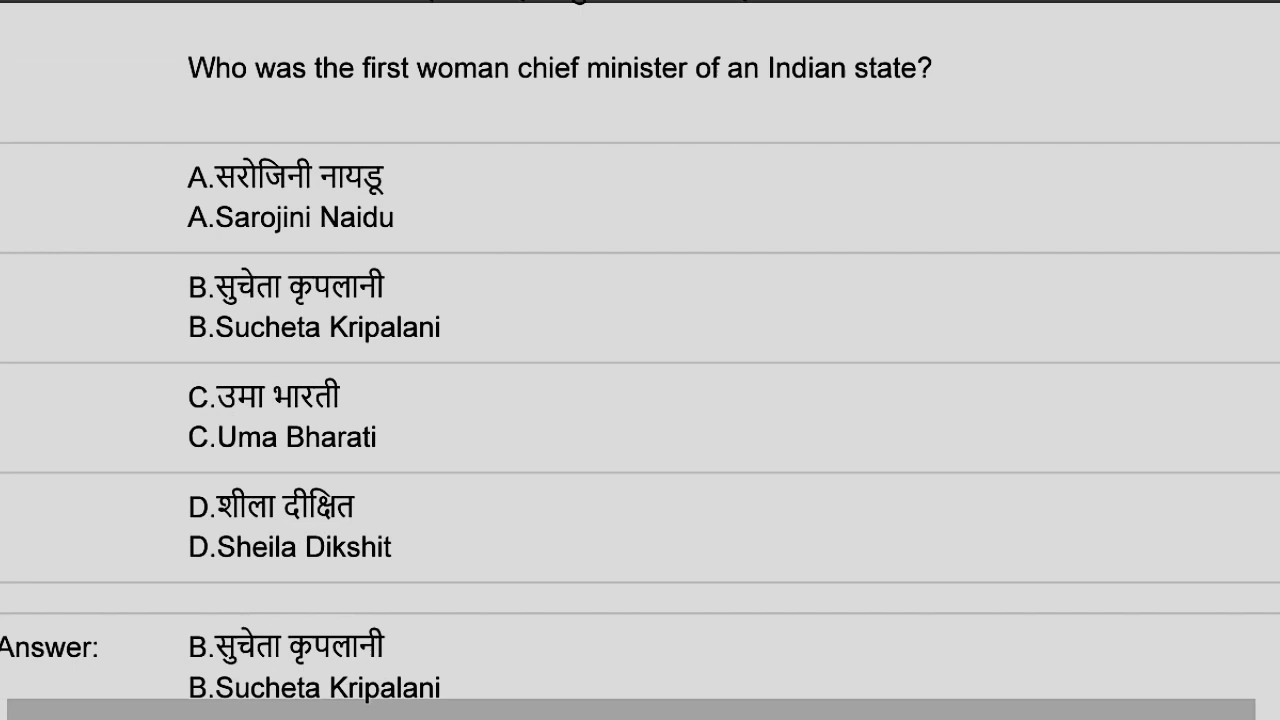 Who was the first woman chief minister of an Indian state?
A.सरोजिनी नायडू
A.Sarojini Naidu
B.सुचेता कृपलानी
B.Sucheta Kripalani
C.उमा भारती
C.Uma Bharati
D.शीला दीक्षित
D.Sheila Dikshit
Answer: B.सुचेता कृपलानी
B.Sucheta Kripalani